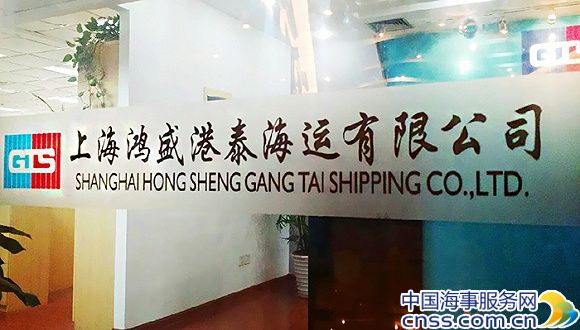 GLS
上海鸿盛港泰海运有限公司
SHANGHAI HONG SHENG GANG TAI SHIPPING CO.,LTD.
中国海事服务网
cnss.com.cn